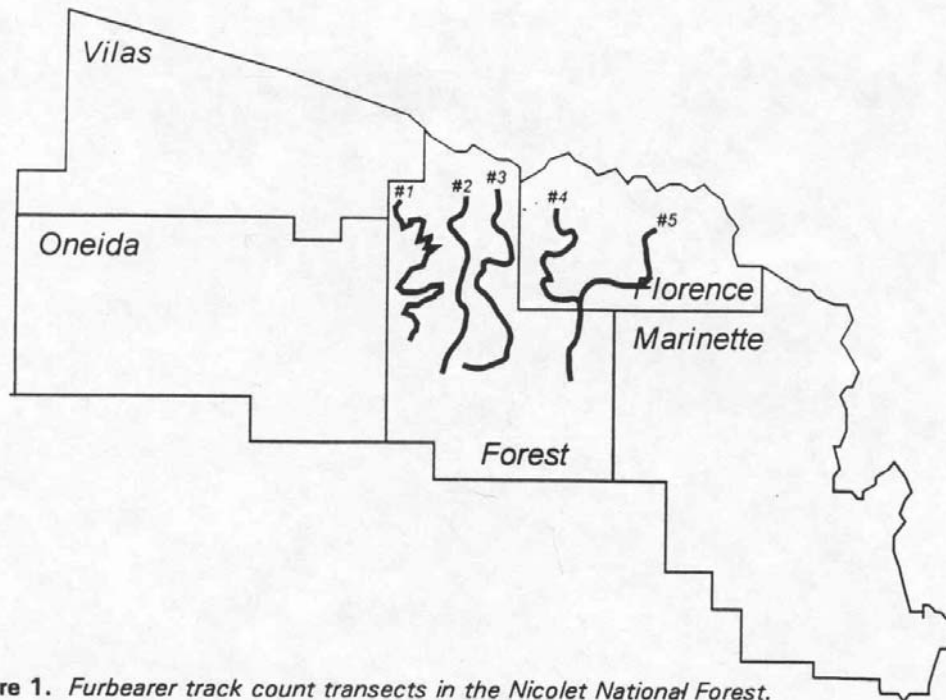 Vilas
#1
#2
#3
#4
#5
Oneida
Florence
Marinette
Forest
re 1. Furbearer track count transects in the Nicolet National Forest.